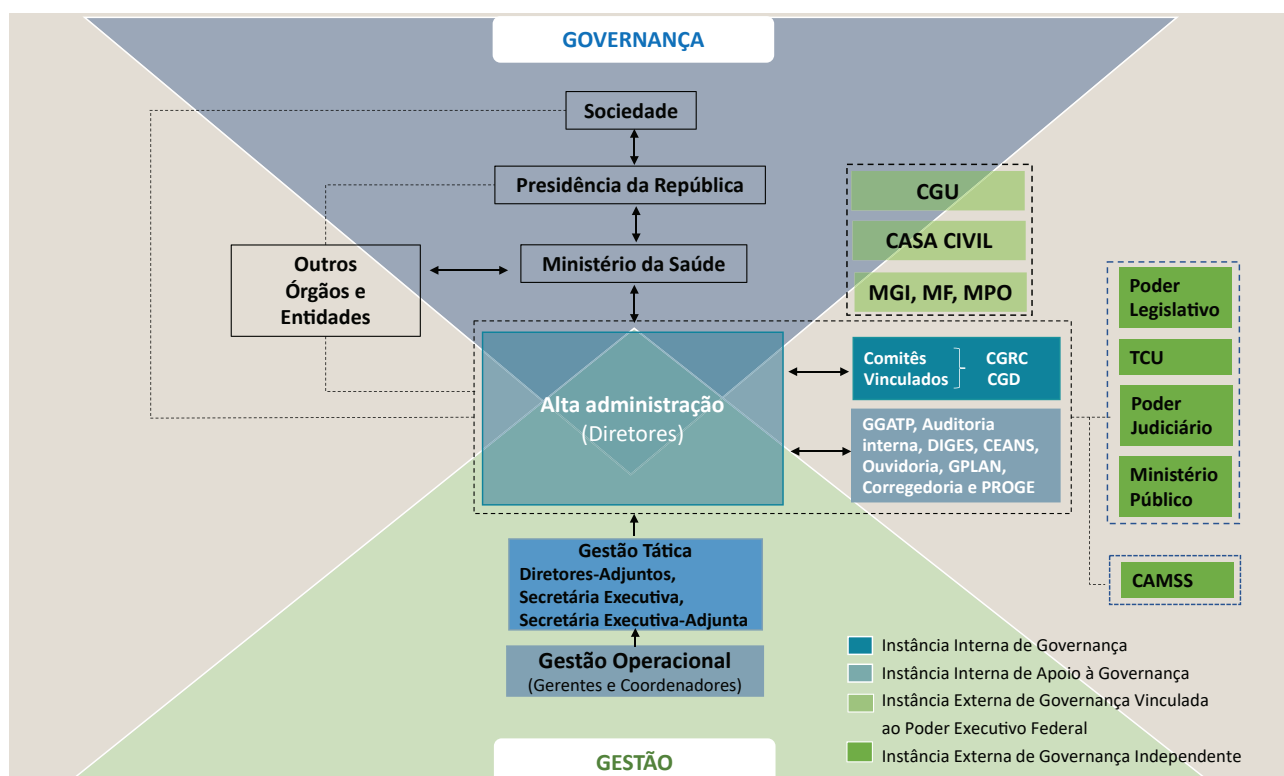 GOVERNANÇA
Sociedade
Presidência da República
Ministério da Saúde
Outros
Órgãos e
Entidades
CGU
CASA CIVIL
MGI, MF, MPO
Poder
Legislativo
TCU
Poder
Judiciário
Ministério
Público
CAMSS
Alta administração
(Diretores)
Comitês
Vinculados
CGRC
CGD
GGATP, Auditoria
interna, DIGES, CEANS,
Ouvidoria, GPLAN,
Corregedoria e PROGE
Gestão Tática
Diretores-Adjuntos,
Secretária Executiva,
Secretária Executiva-Adjunta
Gestão Operacional
(Gerentes e Coordenadores)
Instância Interna de Governança
Instância Interna de Apoio à Governança
Instância Externa de Governança Vinculada
ao Poder Executivo Federal
Instância Externa de Governança Independente
GESTÃO